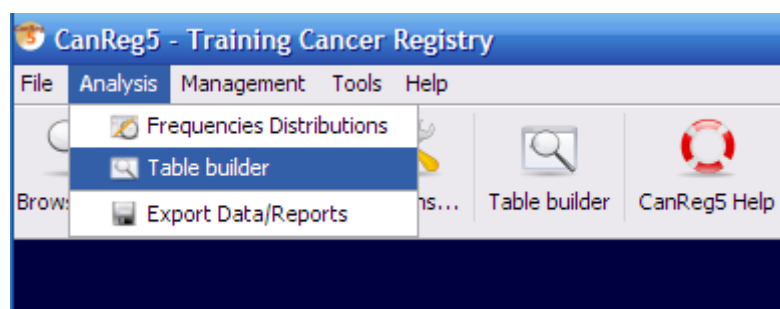 CanReg5 - Training Cancer Registry
File Analysis Management Tools Help
Frequencies Distributions
Table builder
Export Data/Reports
Table builder CanReg5 Help